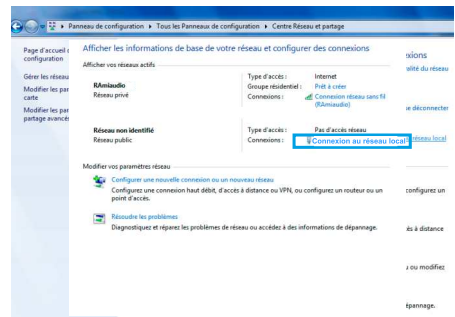 Panneau de configuration ▸ Tous les Panneaux de configuration ▸ Centre Réseau et partage
Page d'accueil
configuration
Gérer les réseau
Modifier les par
carte
Modifier les par
partage avancés
Afficher les informations de base de votre réseau et configurer des connexions
Afficher vos réseaux actifs
RAmiaudio
Réseau privé
Type d'accès : Internet
Groupe résidentiel : Prêt à créer
Connexions : Connexion réseau sans fil
(RAmiaudio)
Réseau non identifié
Réseau public
Type d'accès : Pas d'accès réseau
Connexions : Connexion au réseau local
Modifier vos paramètres réseau
Configurer une nouvelle connexion ou un nouveau réseau
Configurez une connexion haut débit, d'accès à distance ou VPN, ou configurez un routeur ou un
point d'accès.
Résoudre les problèmes
Diagnostiquez et réparez les problèmes de réseau ou accédez à des informations de dépannage.
exions
alité du réseau
se déconnecter
réseau local
configurez un
ès à distance
ou modifiez
épannage.